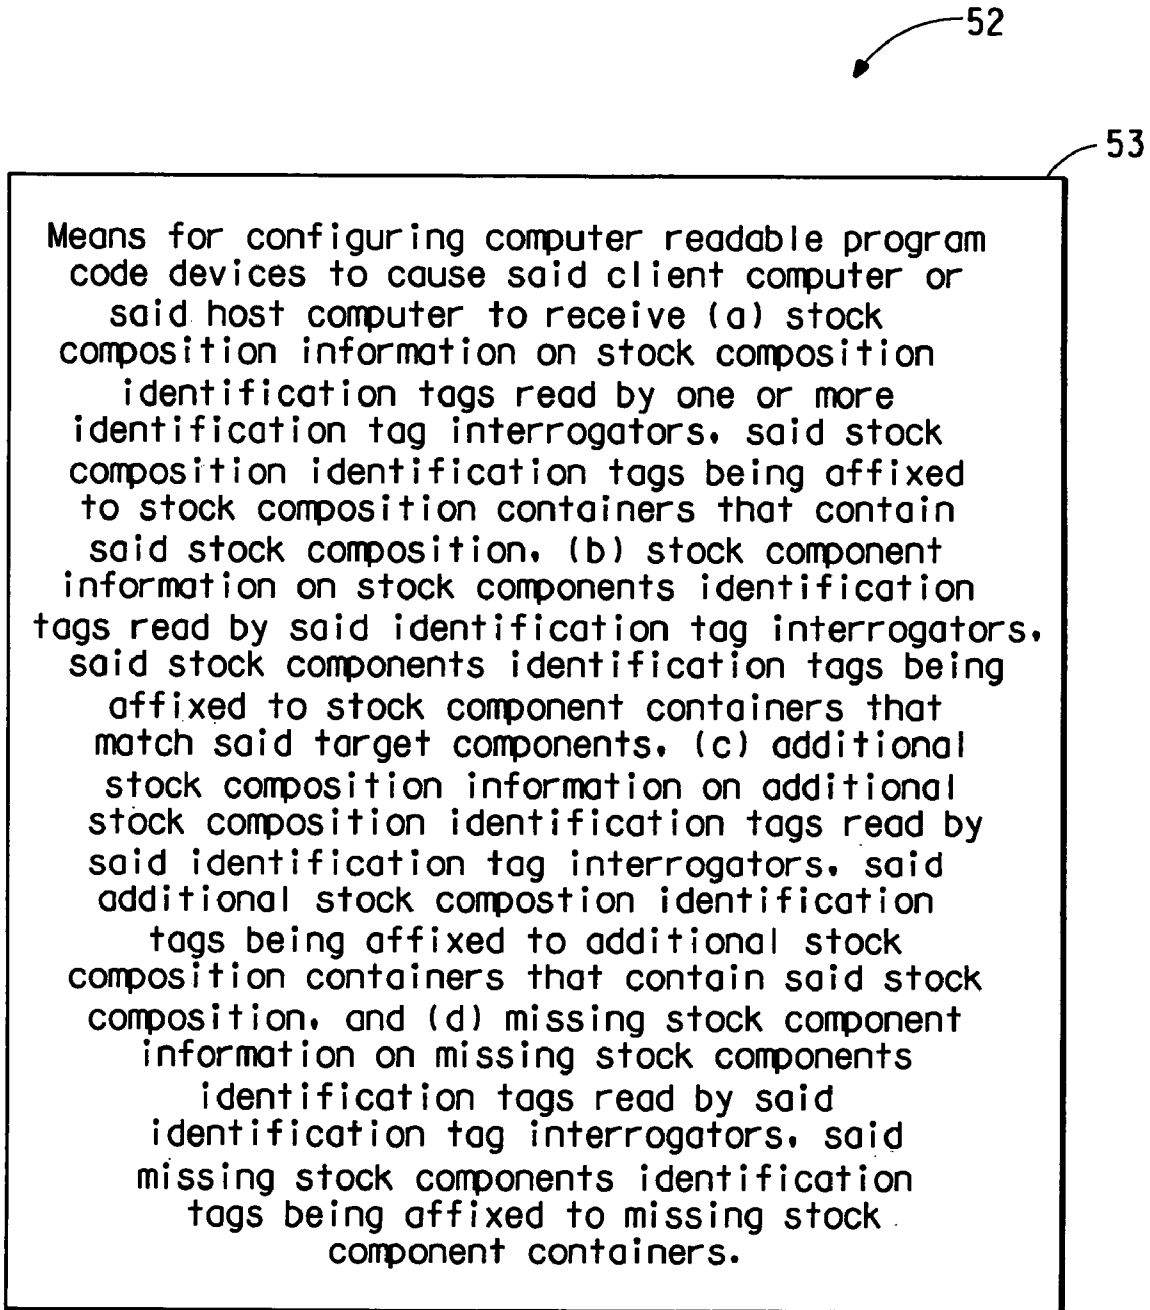 52
53
Means for configuring computer readable program
code devices to cause said client computer or
said host computer to receive (a) stock
composition information on stock composition
identification tags read by one or more
identification tag interrogators, said stock
composition identification tags being affixed
to stock composition containers that contain
said stock composition, (b) stock component
information on stock components identification
tags read by said identification tag interrogators,
said stock components identification tags being
affixed to stock component containers that
match said target components, (c) additional
stock composition information on additional
stock composition identification tags read by
said identification tag interrogators, said
additional stock compostion identification
tags being affixed to additional stock
composition containers that contain said stock
composition, and (d) missing stock component
information on missing stock components
identification tags read by said
identification tag interrogators, said
missing stock components identification
tags being affixed to missing stock
component containers.